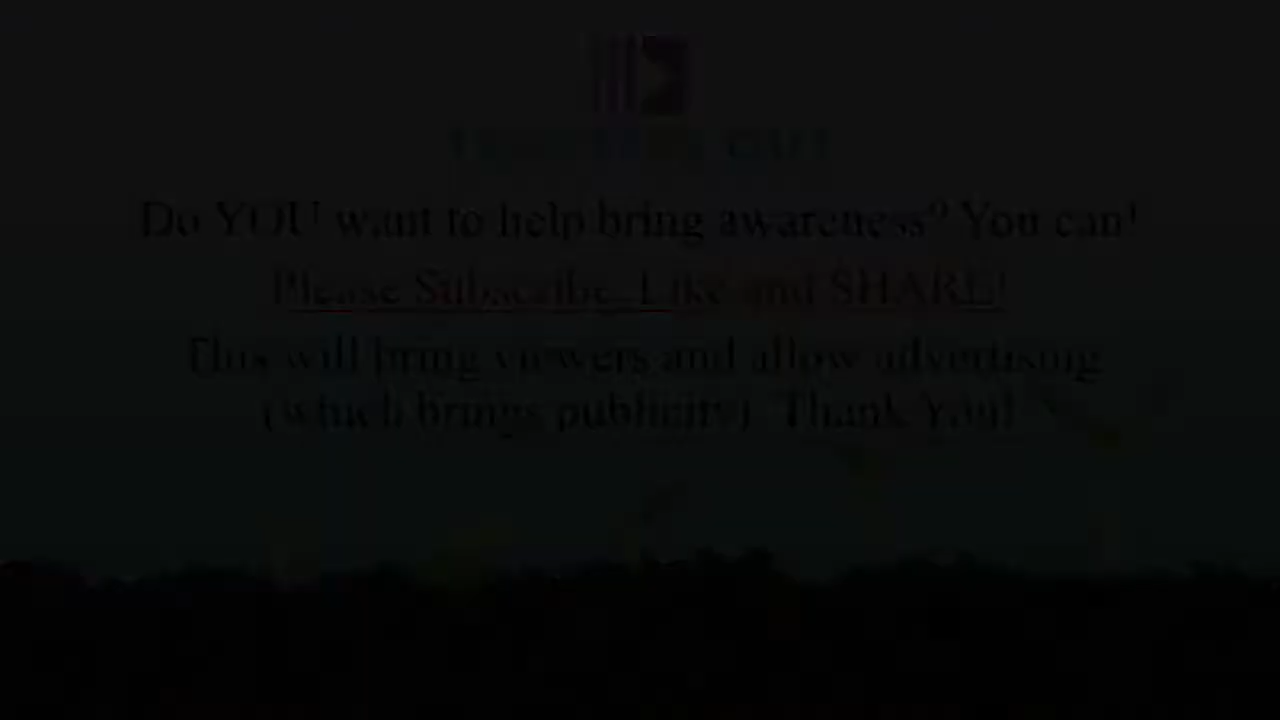 Do YOU want to help bring awareness? You can!
Please Subscribe, Like and SHARE!
This will bring viewers and allow advertising
(which brings publicity). Thank You!